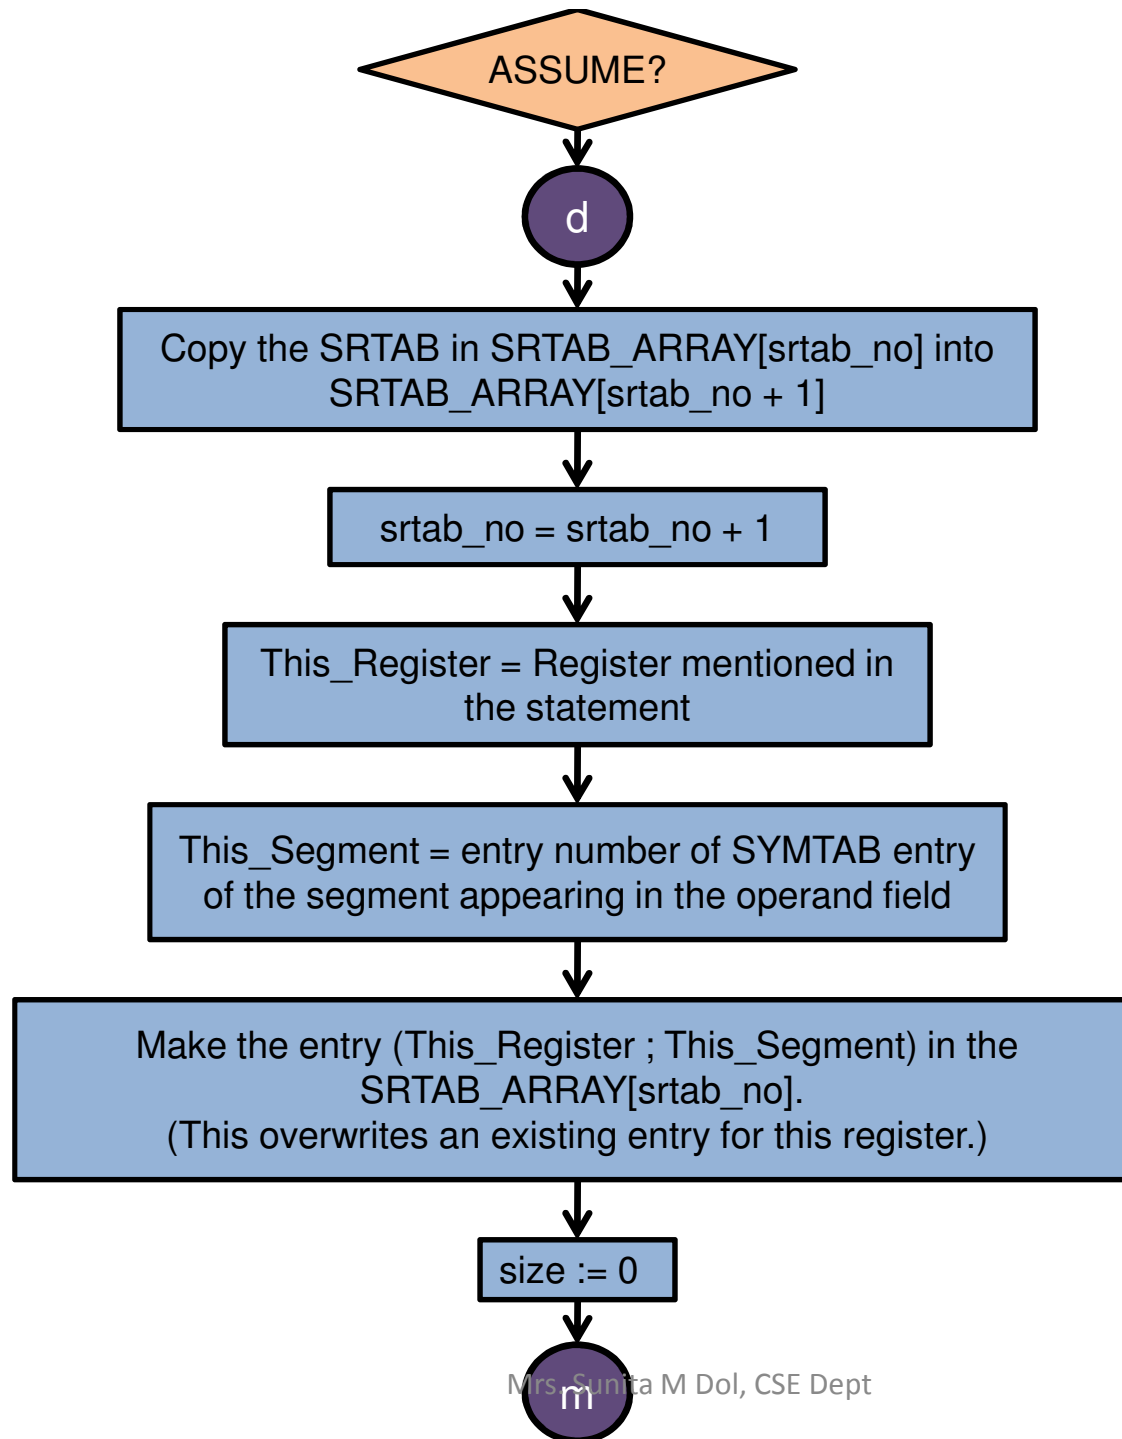 ASSUME?
d
Copy the SRTAB in SRTAB_ARRAY[srtab_no] into
SRTAB_ARRAY[srtab_no + 1]
srtab_no = srtab_no + 1
This_Register = Register mentioned in
the statement
This_Segment = entry number of SYMTAB entry
of the segment appearing in the operand field
Make the entry (This_Register ; This_Segment) in the
SRTAB_ARRAY[srtab_no].
(This overwrites an existing entry for this register.)
size := 0
Mrs. Sunita M Dol, CSE Dept
m